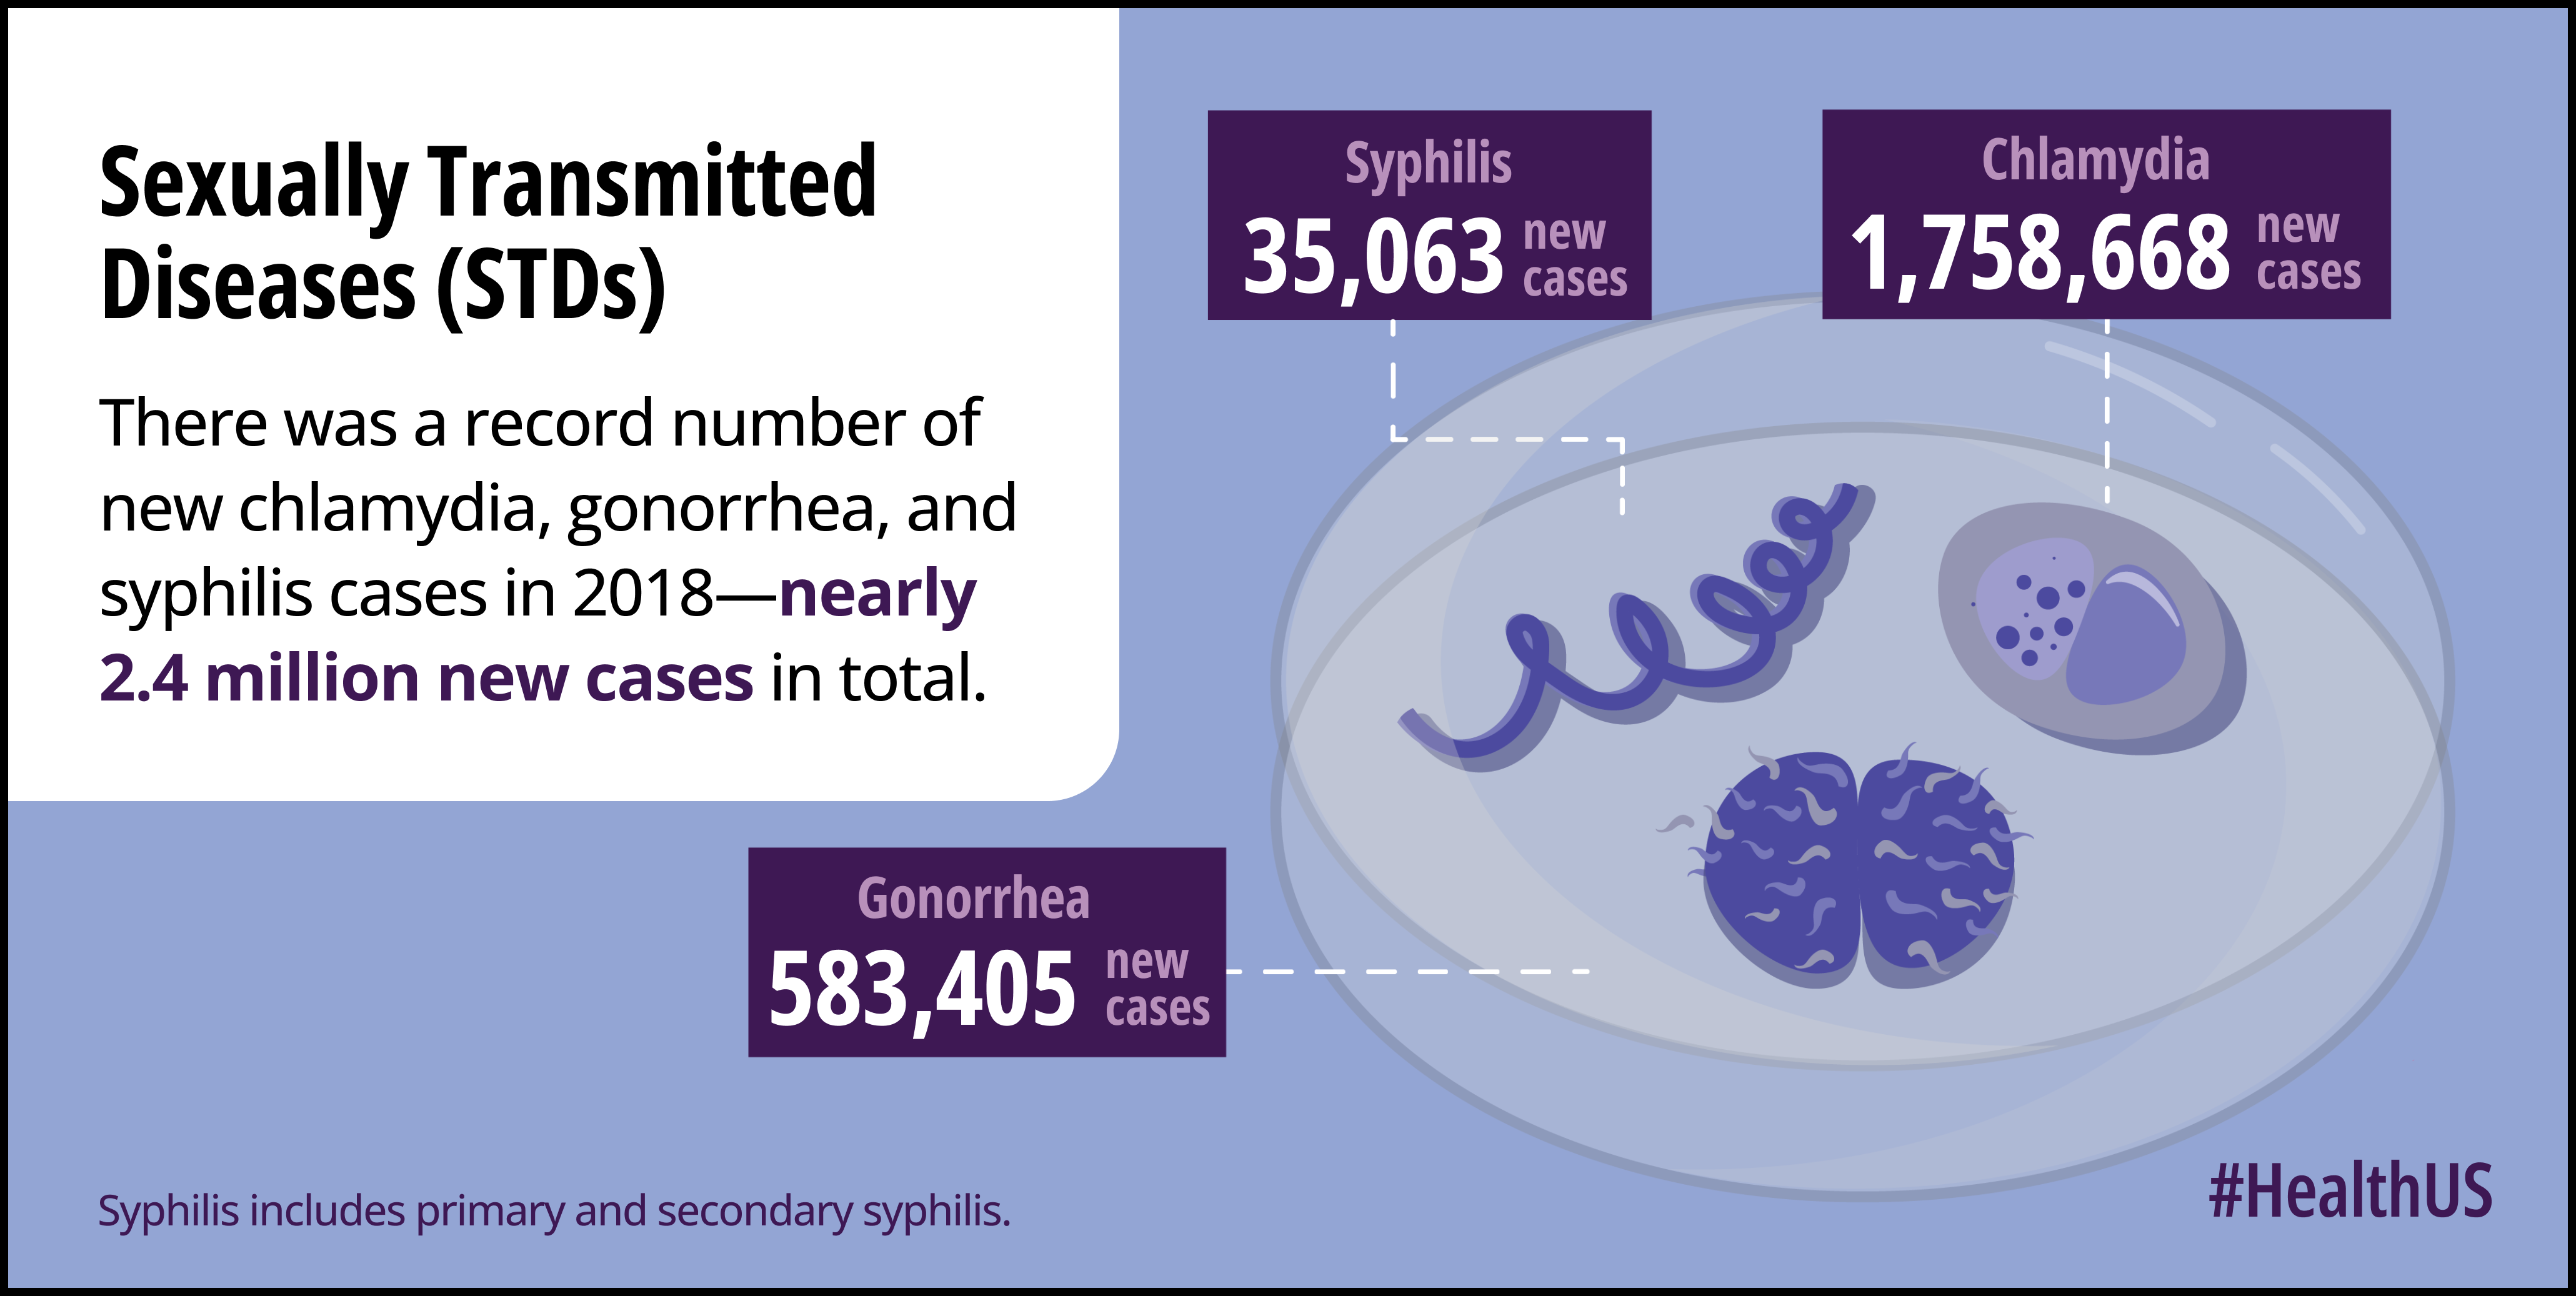 Sexually Transmitted
Diseases (STDs)
There was a record number of
new chlamydia, gonorrhea, and
syphilis cases in 2018—nearly
2.4 million new cases in total.
Syphilis
35,063 new cases
Chlamydia
1,758,668 new cases
Gonorrhea
583,405 new cases
Syphilis includes primary and secondary syphilis.
#HealthUS